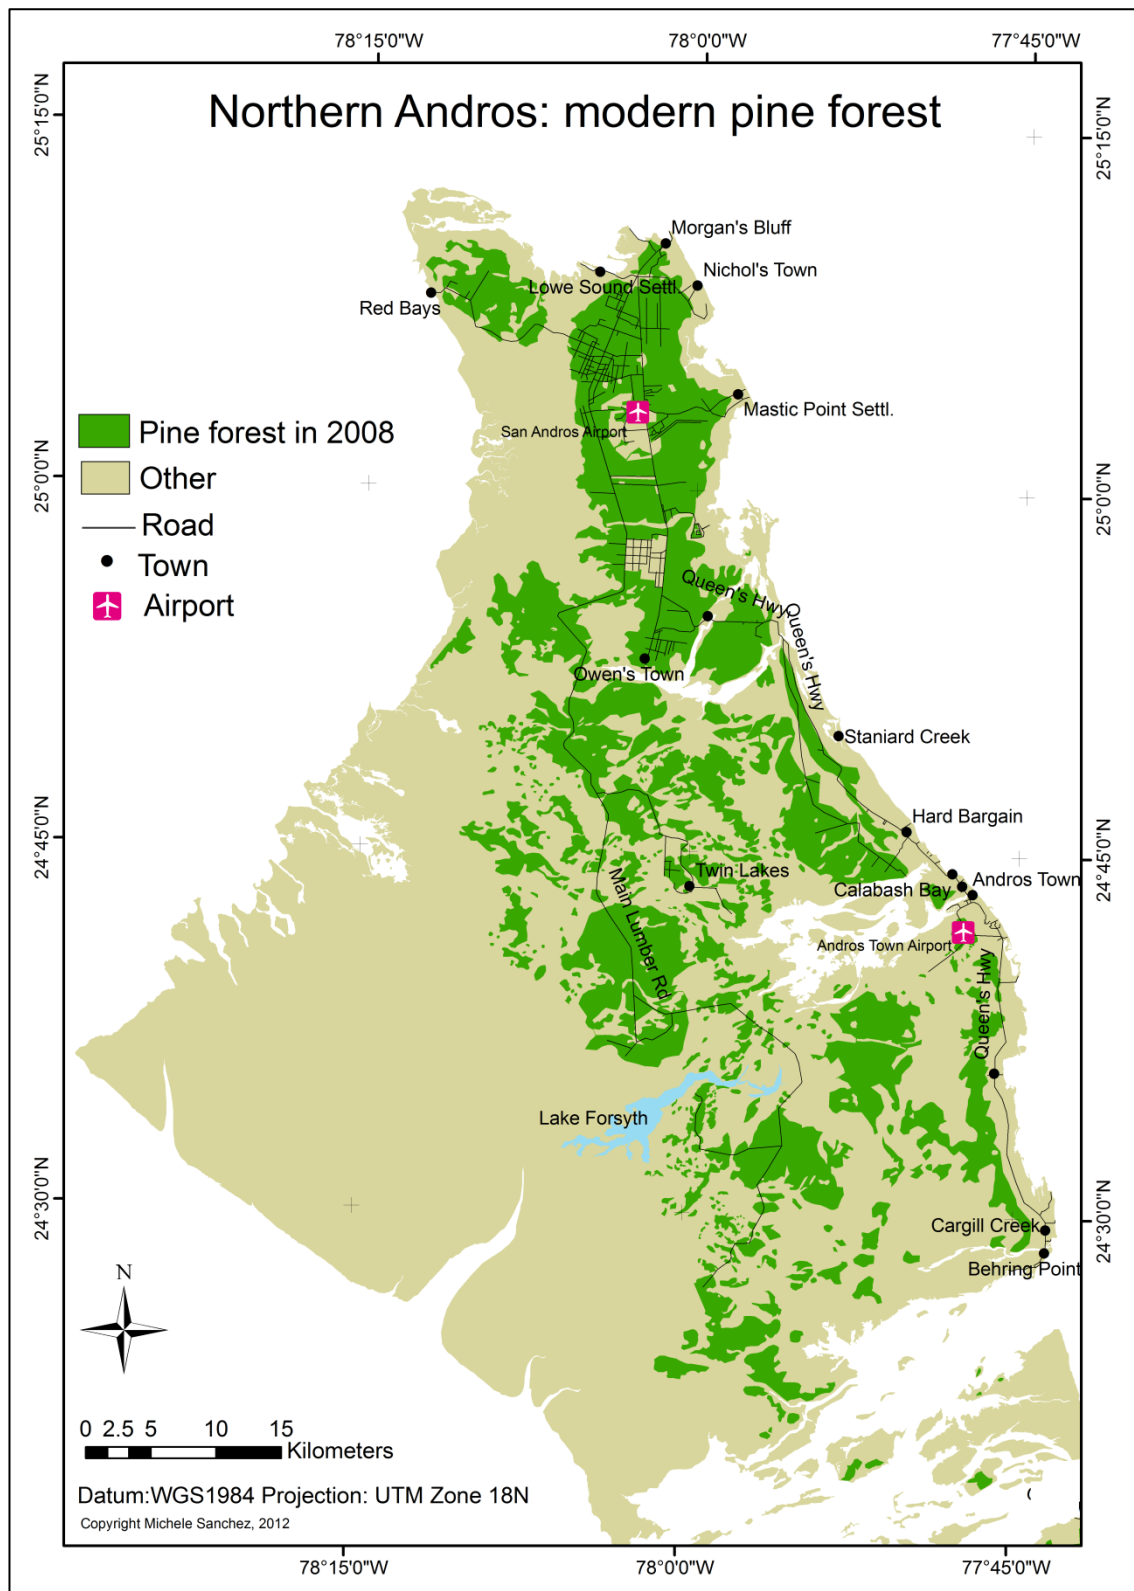 78°15'0"W
78°0'0"W
77°45'0"W
25°15'0"N
25°15'0"N
Northern Andros: modern pine forest
Morgan's Bluff
Nichol's Town
Lowe Sound Settl.
Red Bays
Mastic Point Settl.
San Andros Airport
Pine forest in 2008
Other
Road
Town
Airport
25°0'0"N
25°0'0"N
Queen's Hwy
Queen's Hwy
Owen's Town
Staniard Creek
Hard Bargain
24°45'0"N
24°45'0"N
Twin Lakes
Calabash Bay
Andros Town
Main Lumber Rd
Andros Town Airport
Queen's Hwy
Lake Forsyth
24°30'0"N
24°30'0"N
Cargill Creek
Behring Point
N
0 2.5 5 10 15
Kilometers
Datum:WGS1984 Projection: UTM Zone 18N
Copyright Michele Sanchez, 2012
78°15'0"W
78°0'0"W
77°45'0"W